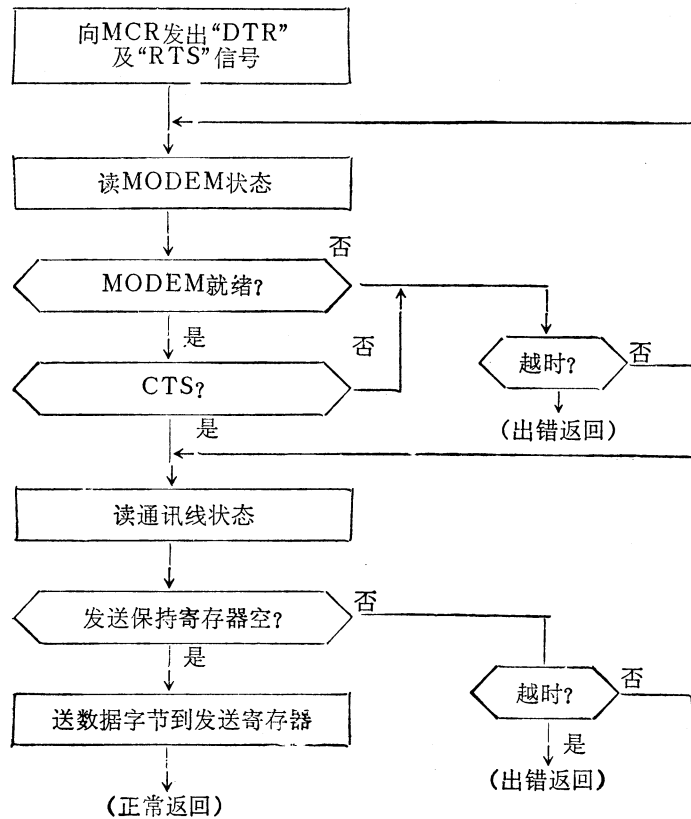 向MCR发出“DTR”
及“RTS”信号
读MODEM状态
否
MODEM就绪?
是
否
越时?
否
CTS?
是
(出错返回)
读通讯线状态
发送保持寄存器空?
否
是
越时?
否
送数据字节到发送寄存器
是
(出错返回)
(正常返回)